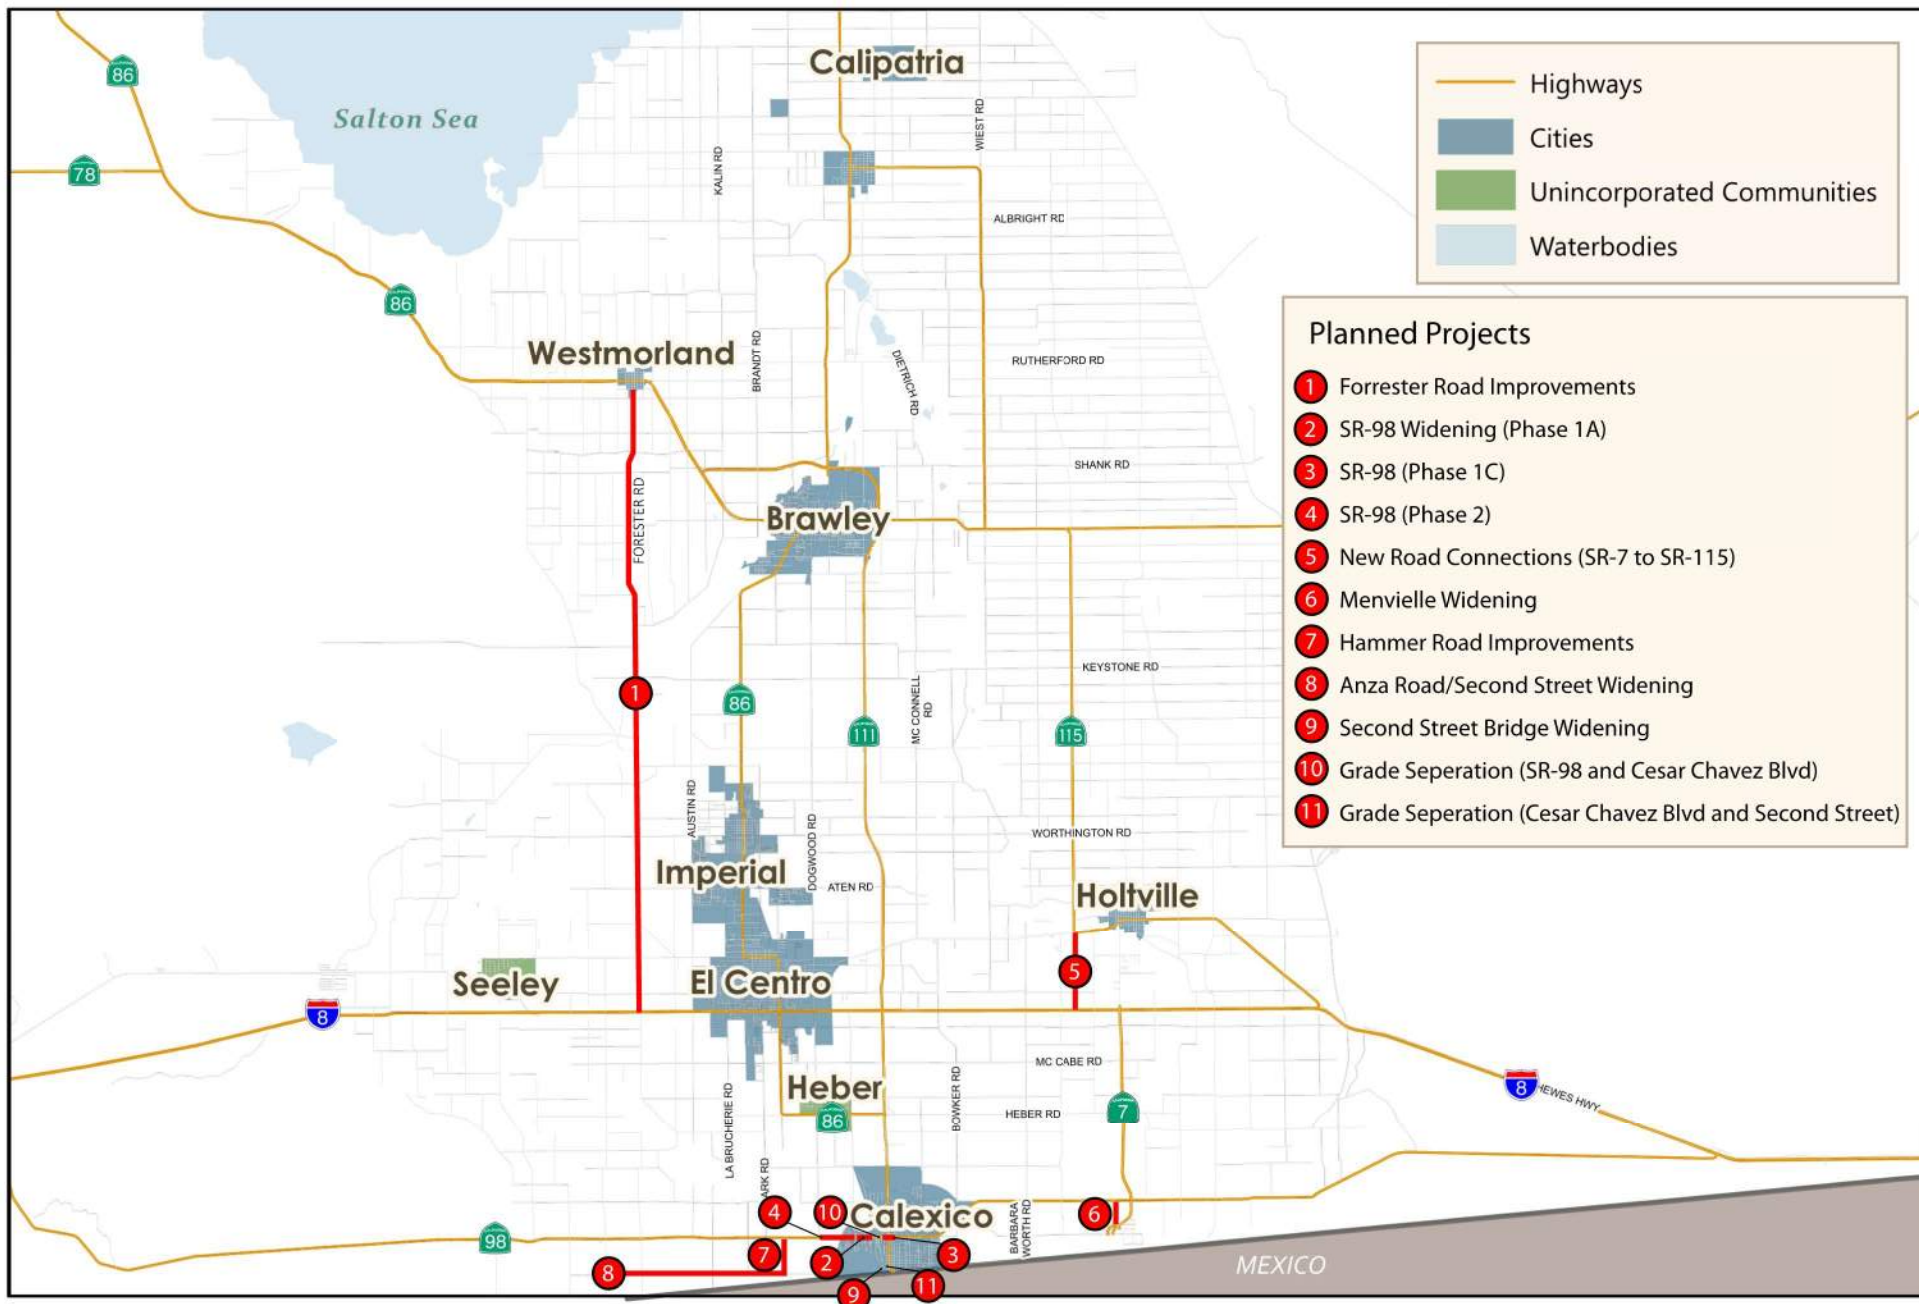 Calipatria
86
Salton Sea
78
KALIN RD
WIEST RD
ALBRIGHT RD
86
Westmorland
BRANDT RD
DIETRICH RD
RUTHERFORD RD
SHANK RD
FORESTER RD
Brawley
KEYSTONE RD
1
86
111
MC CONNELL
RD
115
AUSTIN RD
DOGWOOD RD
WORTHINGTON RD
Imperial
ATEN RD
Holtville
Seeley
El Centro
5
8
MC CABE RD
Heber
86
LA BRUCHERIE RD
BOWKER RD
HEBER RD
7
8
HEWES HWY
ARK RD
4
10
Calexico
BARBARA
WORTH RD
6
98
7
2
3
8
9
11
MEXICO
Highways
Cities
Unincorporated Communities
Waterbodies
Planned Projects
1 Forrester Road Improvements
2 SR-98 Widening (Phase 1A)
3 SR-98 (Phase 1C)
4 SR-98 (Phase 2)
5 New Road Connections (SR-7 to SR-115)
6 Menvielle Widening
7 Hammer Road Improvements
8 Anza Road/Second Street Widening
9 Second Street Bridge Widening
10 Grade Seperation (SR-98 and Cesar Chavez Blvd)
11 Grade Seperation (Cesar Chavez Blvd and Second Street)